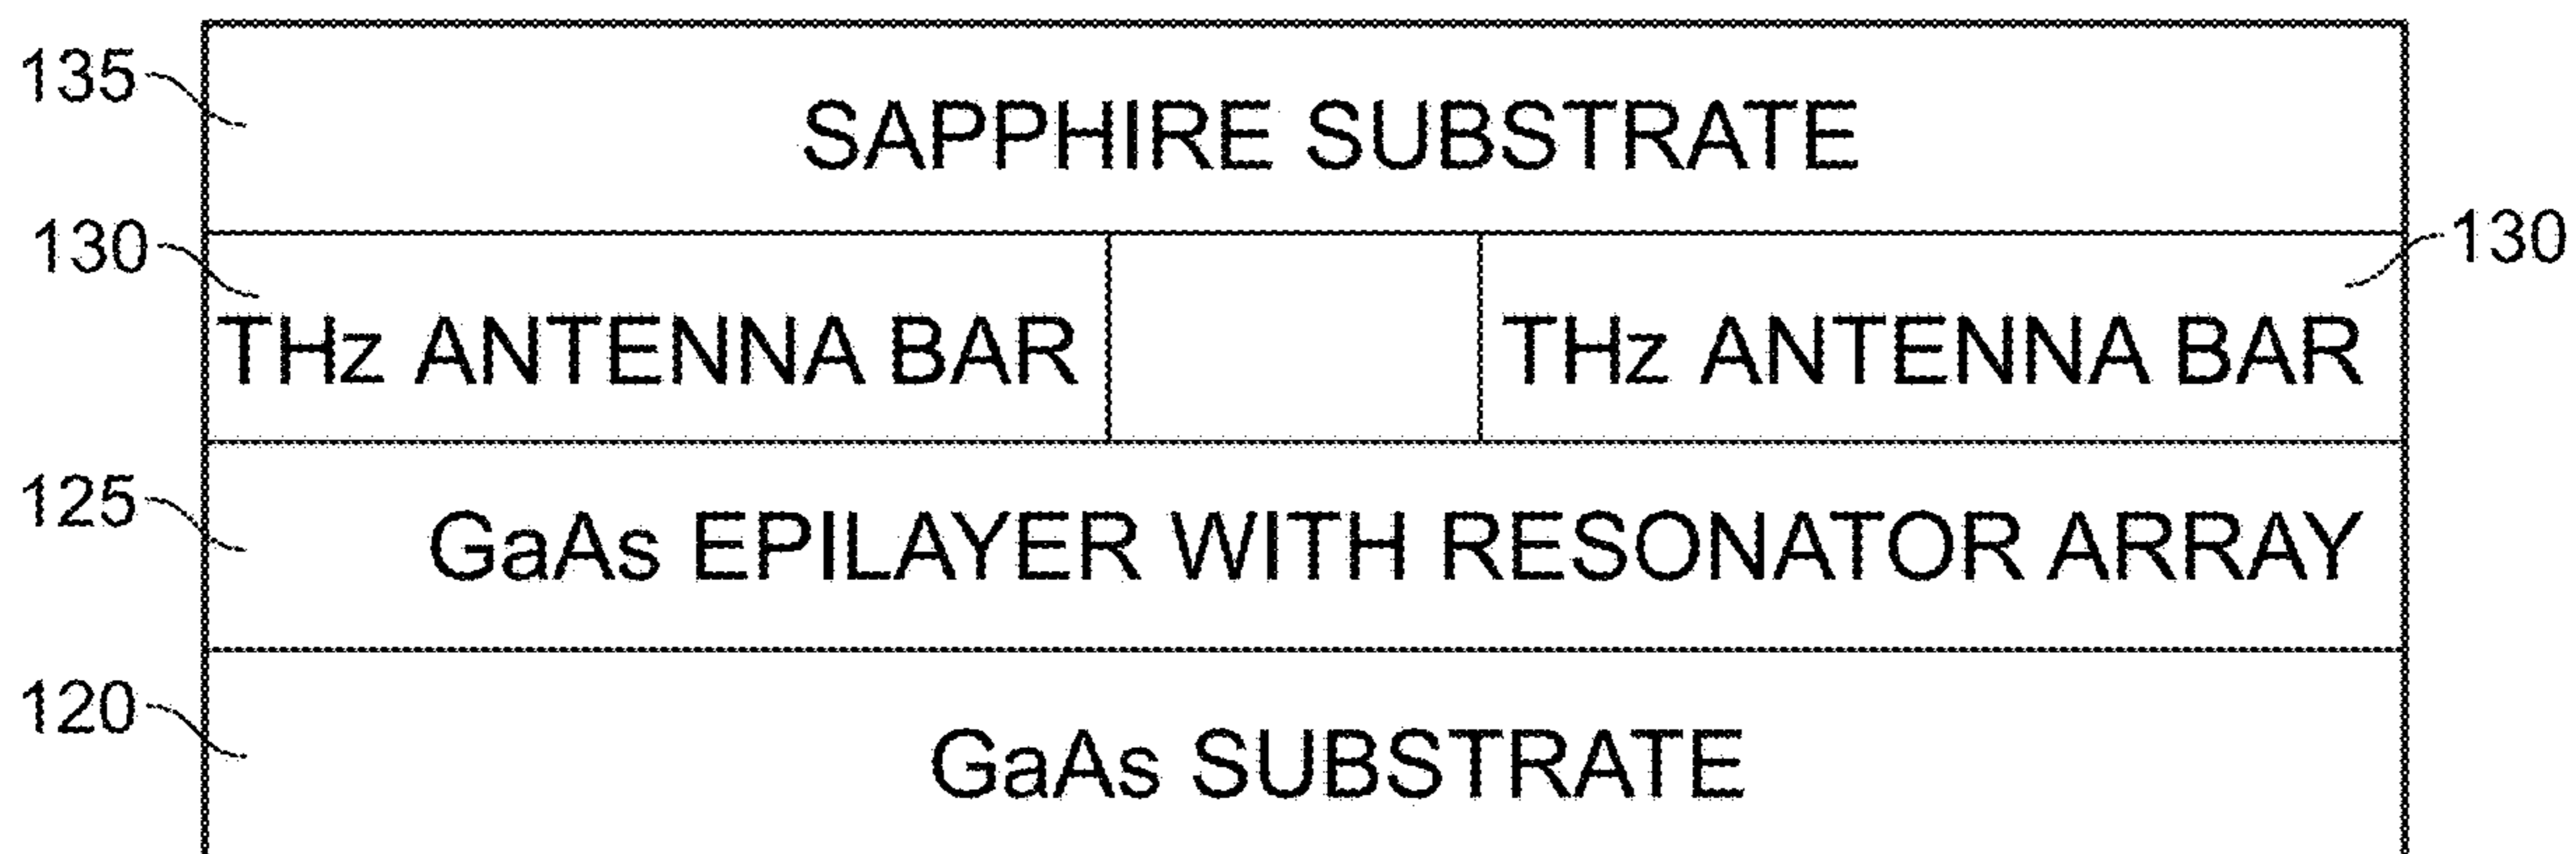 135
SAPPHIRE SUBSTRATE
130
130
THz ANTENNA BAR
THz ANTENNA BAR
125
GaAs EPILAYER WITH RESONATOR ARRAY
120
GaAs SUBSTRATE